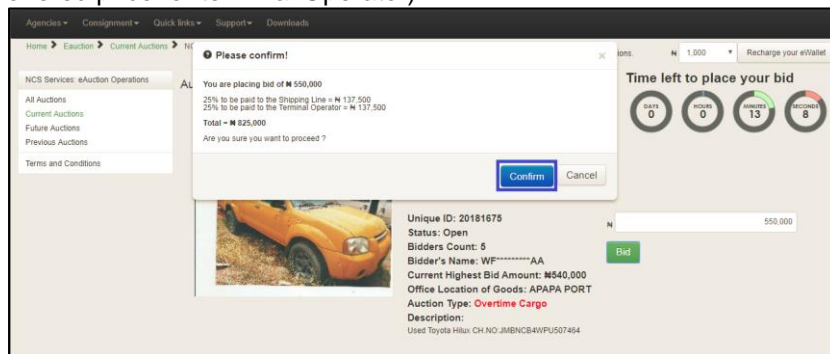 Agencies Consignment Quick links Support Downloads
Home Eauction Current Auctions
Please confirm! ×
₦ 1,000 Recharge your eWallet
You are placing bid of ₦ 550,000
25% to be paid to the Shipping Line = ₦ 137,500
25% to be paid to the Terminal Operator = ₦ 137,500
Total = ₦ 825,000
Are you sure you want to proceed ?
Confirm Cancel
NCS Services: eAuction Operations
All Auctions
Current Auctions
Future Auctions
Previous Auctions
Terms and Conditions
Time left to place your bid
DAYS HOURS MINUTES SECONDS
0 0 13 8
Unique ID: 20181675
Status: Open
Bidders Count: 5
Bidder's Name: WF*********AA
Current Highest Bid Amount: ₦540,000
Office Location of Goods: APAPA PORT
Auction Type: Overtime Cargo
Description:
Used Toyota Hilux CH.NO:JMBNCB4WPU507464
₦ 550,000
Bid